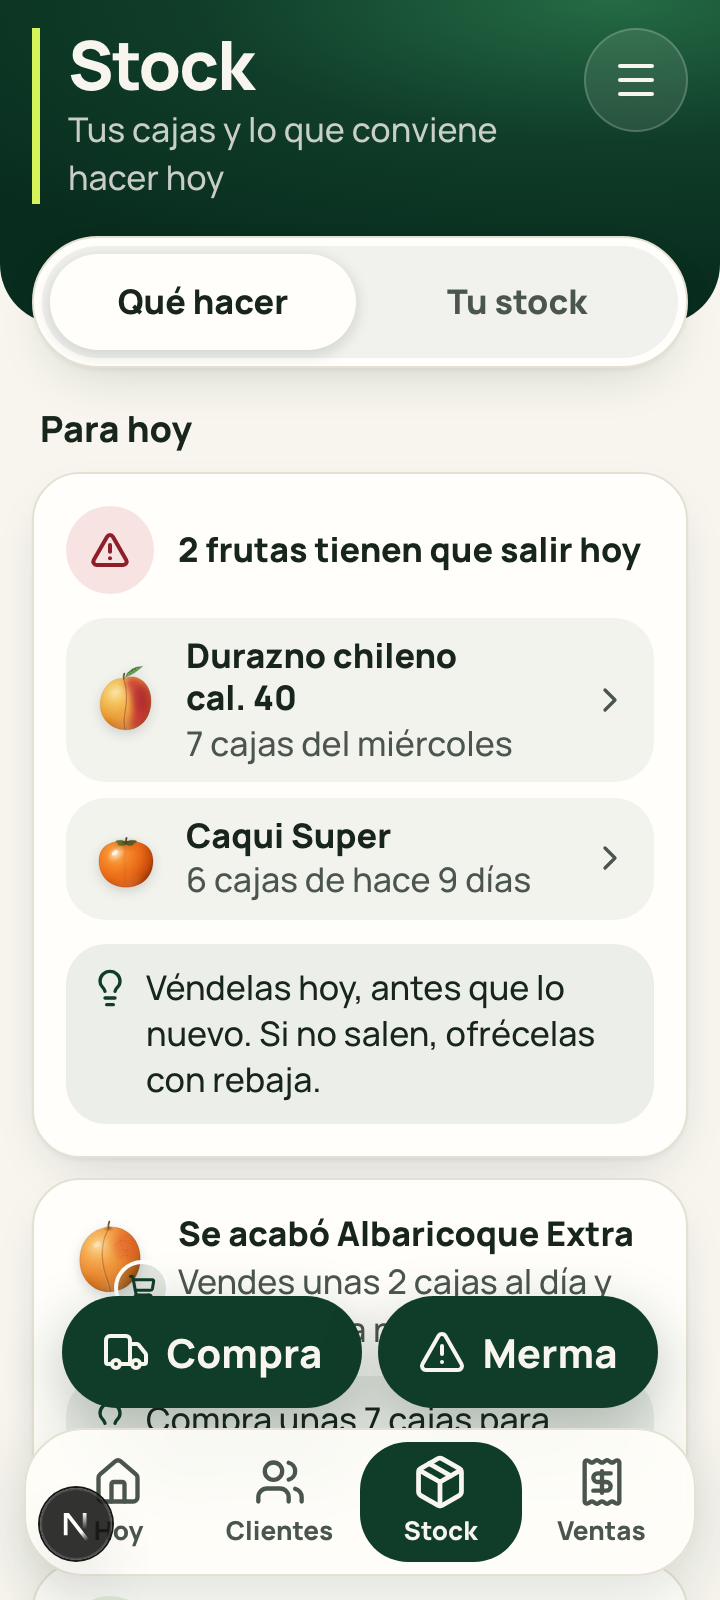 Stock
Tus cajas y lo que conviene
hacer hoy
Qué hacer
Tu stock
Para hoy
2 frutas tienen que salir hoy
Durazno chileno
cal. 40
7 cajas del miércoles
Caqui Super
6 cajas de hace 9 días
Véndelas hoy, antes que lo
nuevo. Si no salen, ofrécelas
con rebaja.
Se acabó Albaricoque Extra
Vendes unas 2 cajas al día y
Compra
Merma
Compra unas 7 cajas para
Hoy
Clientes
Stock
Ventas
N